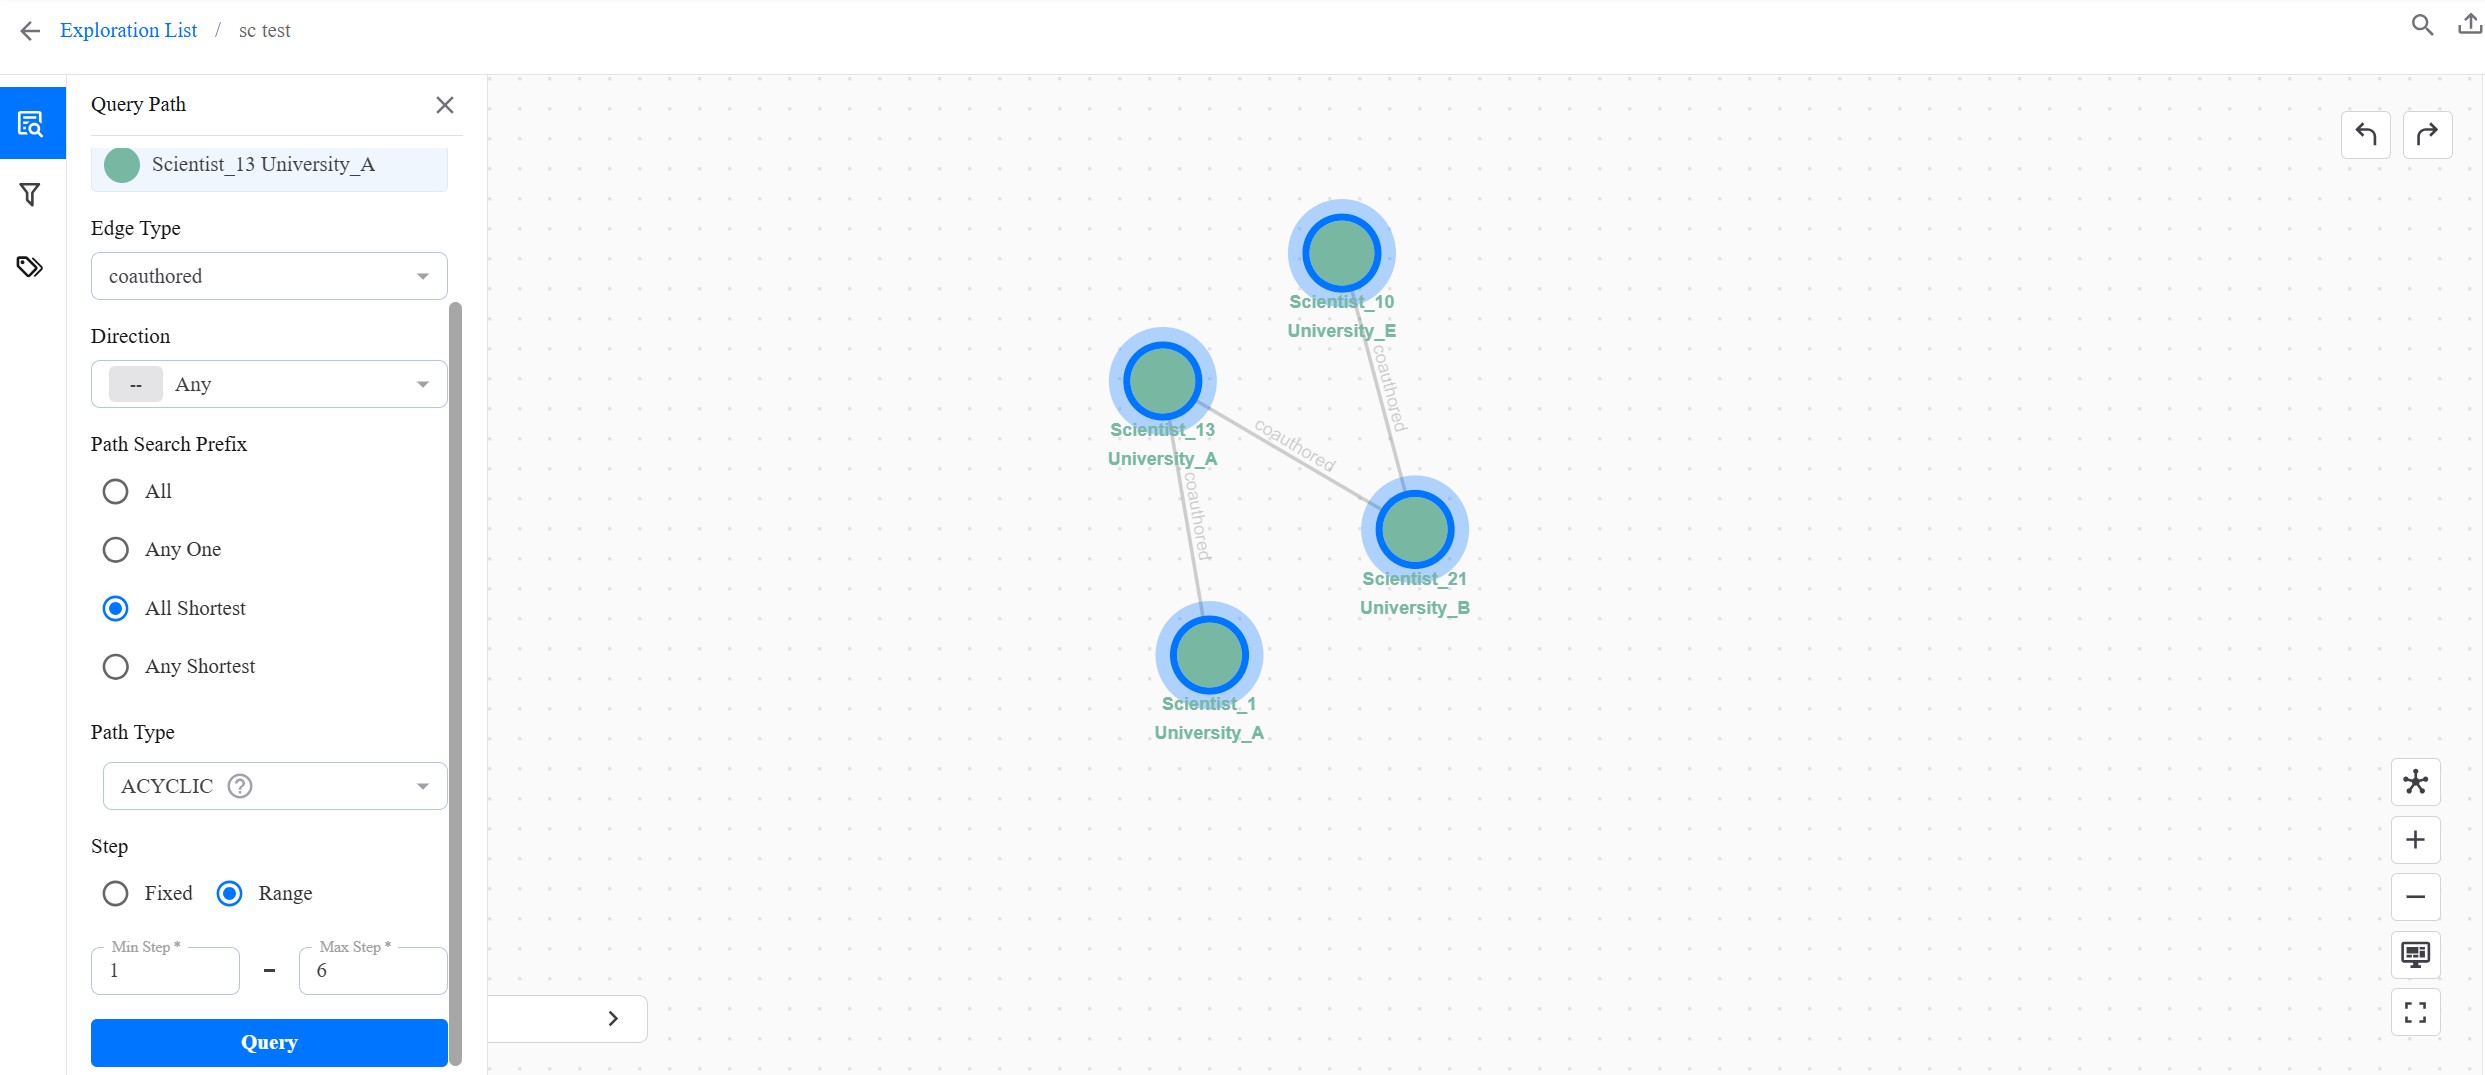 Exploration List / sc test
Query Path
Scientist_13 University_A
Edge Type
coauthored
Direction
-- Any
Path Search Prefix
All
Any One
All Shortest
Any Shortest
Path Type
ACYCLIC ?
Step
Fixed Range
Min Step * Max Step *
1 - 6
Query
Scientist_10
University_E
coauthored
Scientist_13
University_A
coauthored
coauthored
Scientist_21
University_B
Scientist_1
University_A